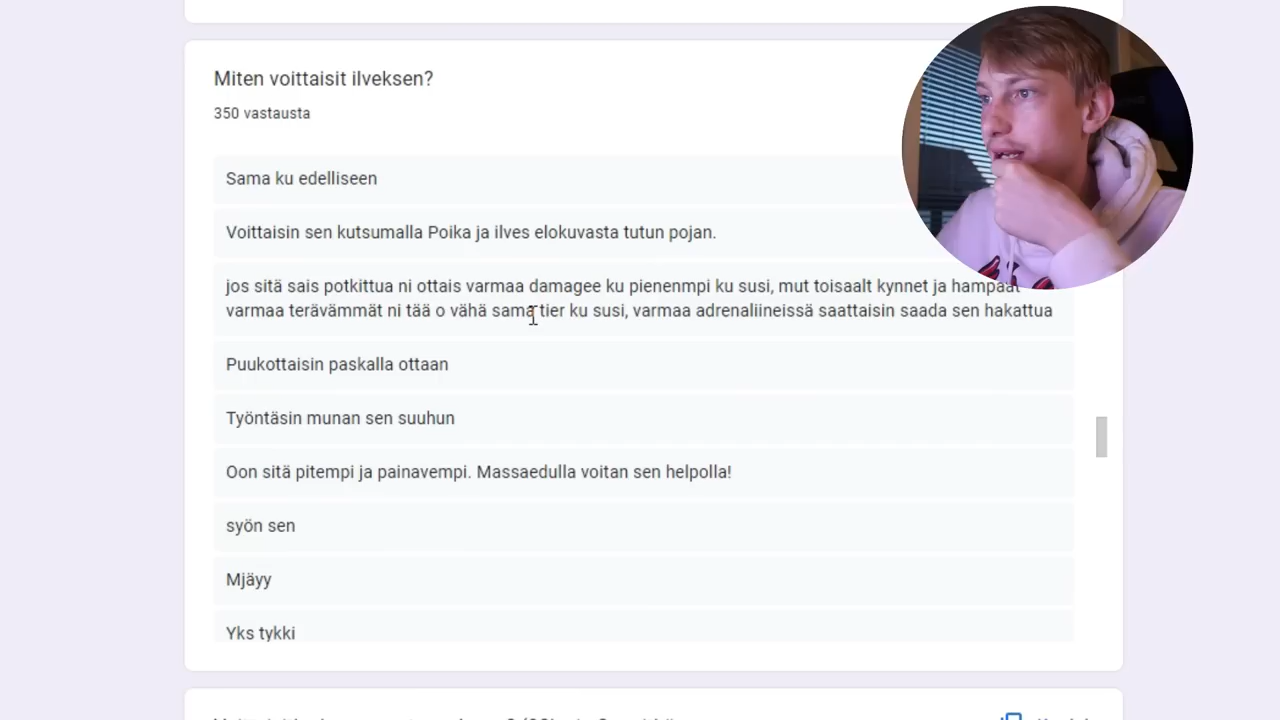 Miten voittaisit ilveksen?
350 vastausta
Sama ku edelliseen
Voittaisin sen kutsumalla Poika ja ilves elokuvasta tutun pojan.
jos sitä sais potkittua ni ottais varmaa damagee ku pienenmpi ku susi, mut toisaalt kynnet ja hampaat
varmaa terävämmät ni tää o vähä sama tier ku susi, varmaa adrenaliineissä saattaisin saada sen hakattua
Puukottaisin paskalla ottaan
Työntäsin munan sen suuhun
Oon sitä pitempi ja painavempi. Massaedulla voitan sen helpolla!
syön sen
Mjäyy
Yks tykki